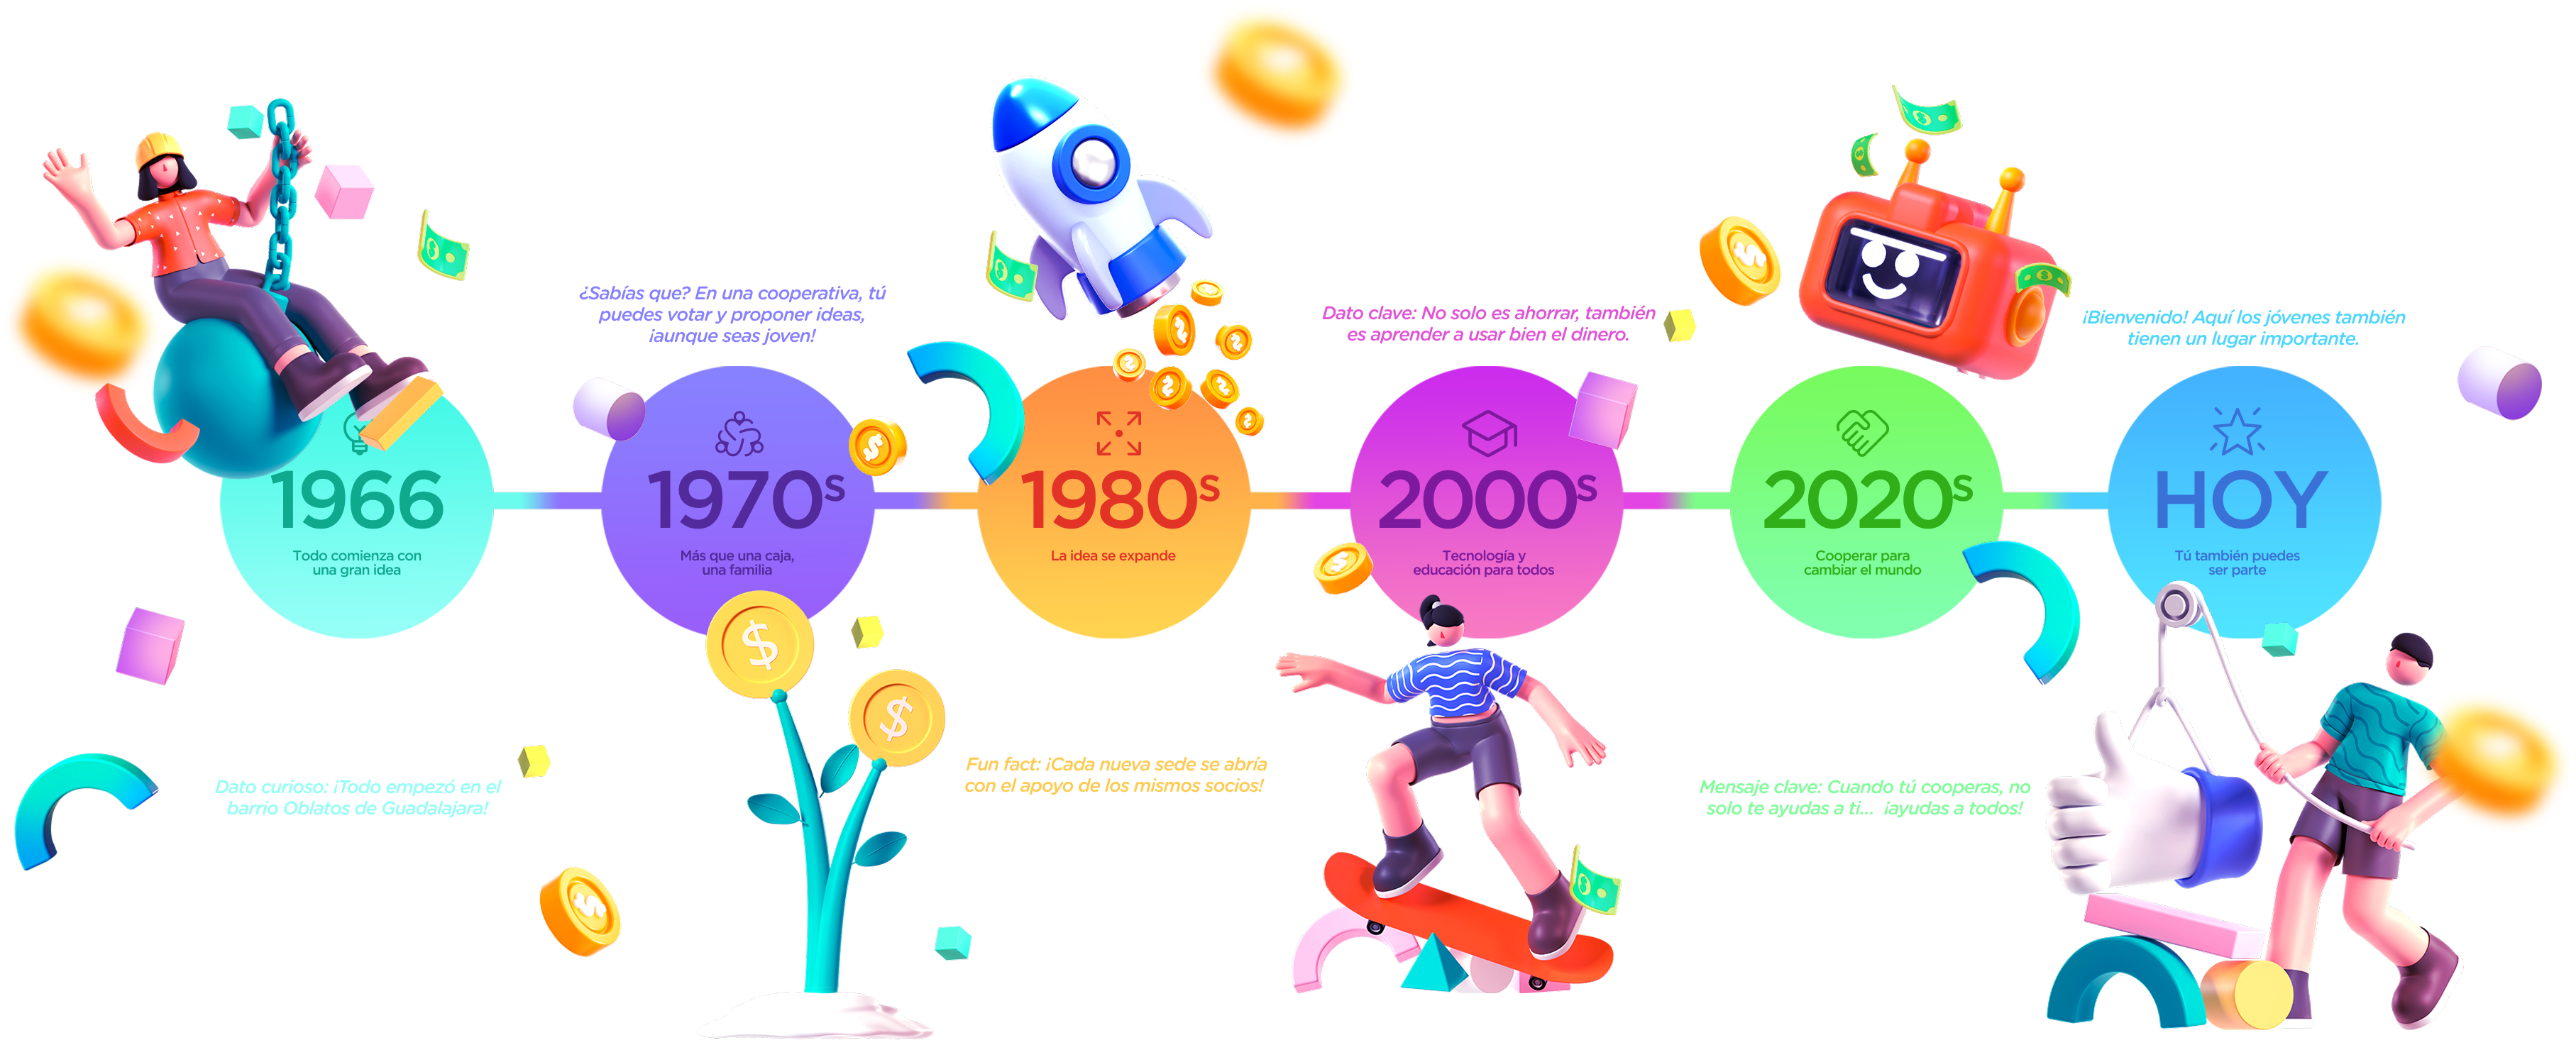 1966
Todo comienza con
una gran idea
Dato curioso: ¡Todo empezó en el
barrio Oblatos de Guadalajara!
¿Sabías que? En una cooperativa, tú
puedes votar y proponer ideas,
¡aunque seas joven!
1970s
Más que una caja,
una familia
1980s
La idea se expande
Fun fact: ¡Cada nueva sede se abría
con el apoyo de los mismos socios!
Dato clave: No solo es ahorrar, también
es aprender a usar bien el dinero.
2000s
Tecnología y
educación para todos
2020s
Cooperar para
cambiar el mundo
Mensaje clave: Cuando tú cooperas, no
solo te ayudas a ti... ¡ayudas a todos!
¡Bienvenido! Aquí los jóvenes también
tienen un lugar importante.
HOY
Tú también puedes
ser parte